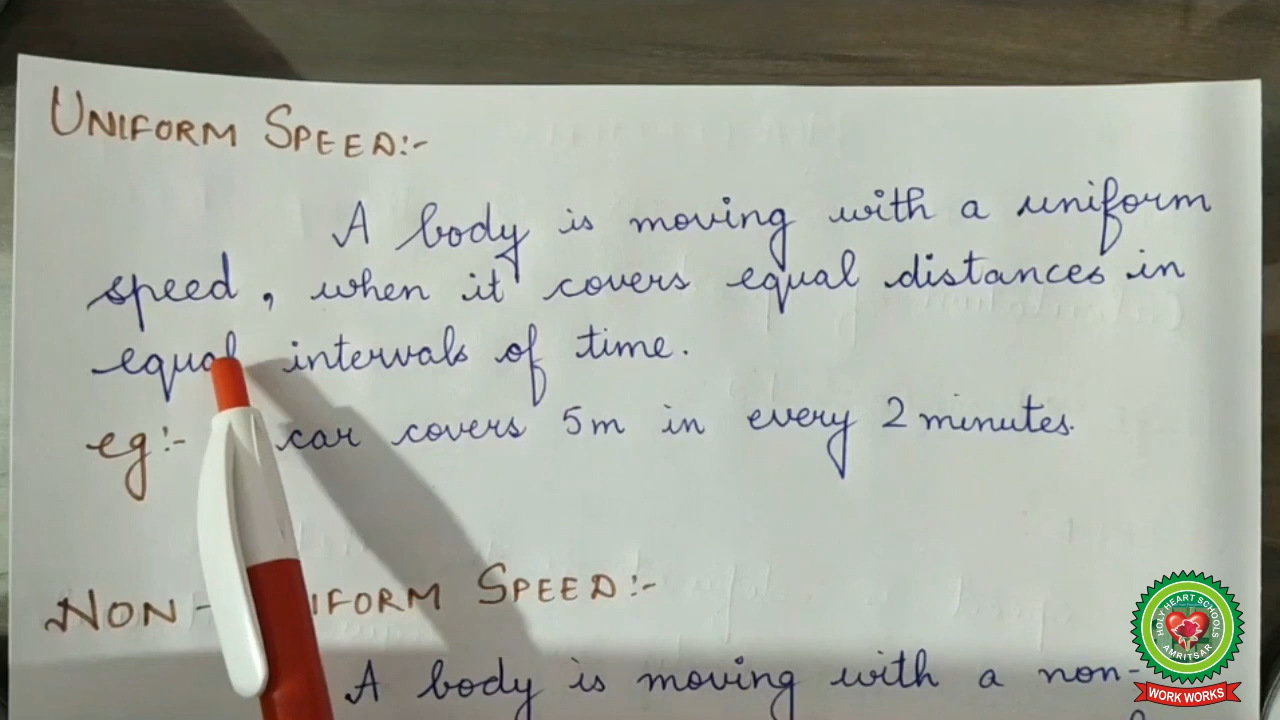 UNIFORM SPEED:-
A body is moving with a uniform
speed, when it covers equal distances in
equal intervals of time.
eg:- car covers 5m in every 2 minutes.
NON- IFORM SPEED:-
A body is moving with a non-
HOLY HEART SCHOOLS
AMRITSAR
WORK WORKS